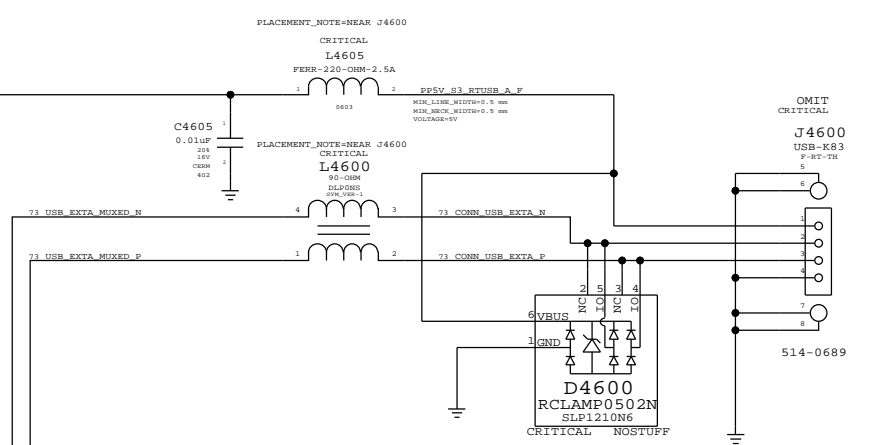 PLACEMENT_NOTE=NEAR J4600
CRITICAL
L4605
FERR-220-OHM-2.5A
1
2
PP5V_S3_RTUSB_A_F
0603
MIN_LINE_WIDTH=0.5 mm
MIN_NECK_WIDTH=0.5 mm
VOLTAGE=5V
C4605
0.01uF
20%
16V
CERM
402
1
2
PLACEMENT_NOTE=NEAR J4600
CRITICAL
L4600
90-OHM
DLP0NS
SYM_VER-1
OMIT
CRITICAL
J4600
USB-K83
F-RT-TH
5
6
1
2
3
4
7
8
514-0689
73 USB_EXTA_MUXED_N
4
3
73 CONN_USB_EXTA_N
73 USB_EXTA_MUXED_P
1
2
73 CONN_USB_EXTA_P
2 5 3 4
NC IO NC IO
6 VBUS
1 GND
D4600
RCLAMP0502N
SLP1210N6
CRITICAL NOSTUFF